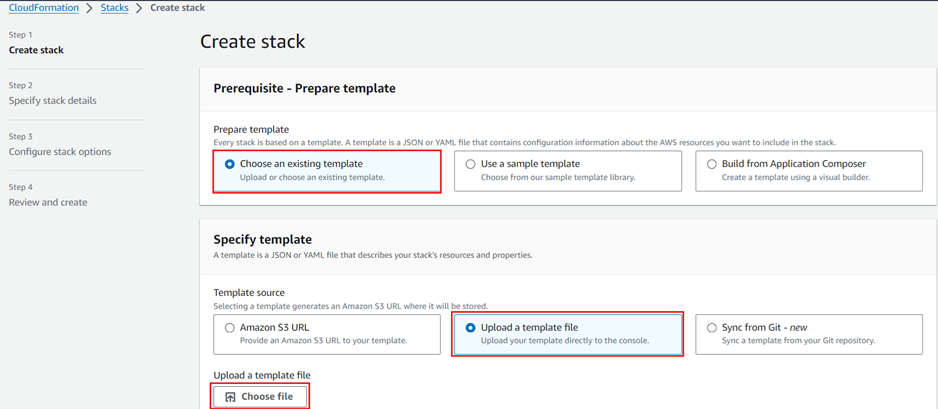 CloudFormation > Stacks > Create stack
Step 1
Create stack
Step 2
Specify stack details
Step 3
Configure stack options
Step 4
Review and create
Create stack
Prerequisite - Prepare template
Prepare template
Every stack is based on a template. A template is a JSON or YAML file that contains configuration information about the AWS resources you want to include in the stack.
Choose an existing template
Upload or choose an existing template.
Use a sample template
Choose from our sample template library.
Build from Application Composer
Create a template using a visual builder.
Specify template
A template is a JSON or YAML file that describes your stack's resources and properties.
Template source
Selecting a template generates an Amazon S3 URL where it will be stored.
Amazon S3 URL
Provide an Amazon S3 URL to your template.
Upload a template file
Upload your template directly to the console.
Sync from Git - new
Sync a template from your Git repository.
Upload a template file
Choose file